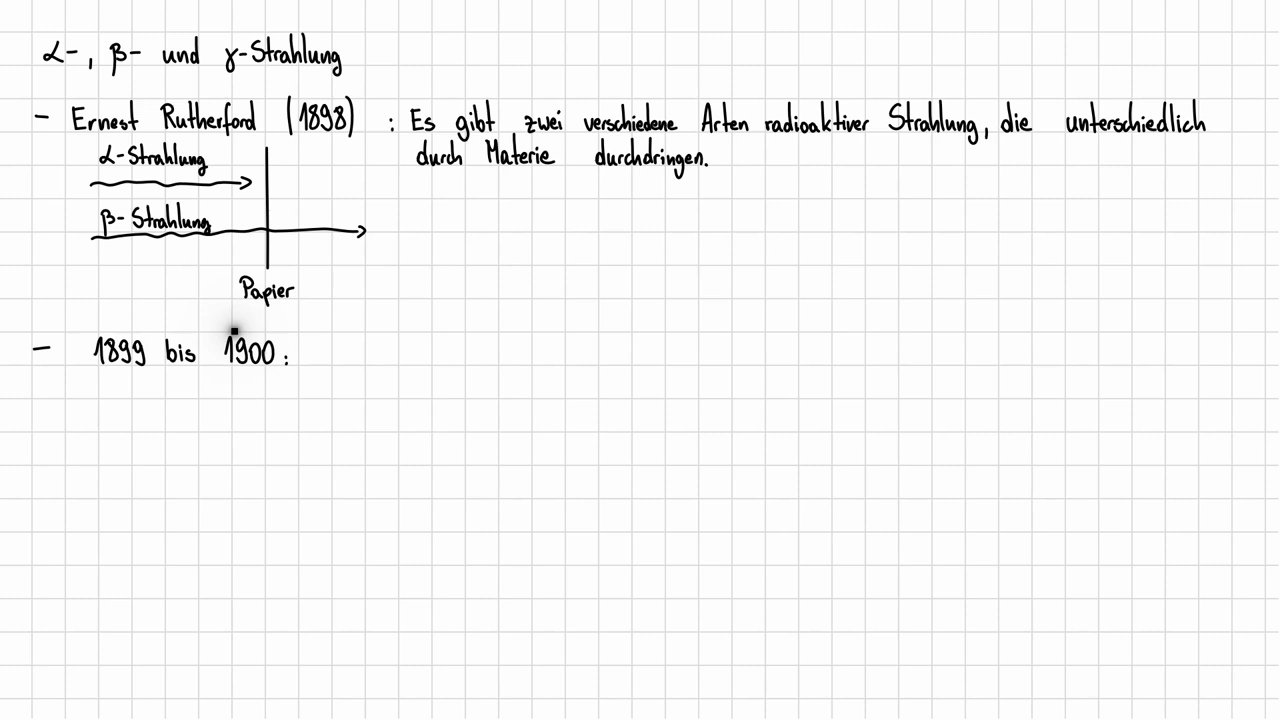 α-, β- und γ-Strahlung
- Ernest Rutherford (1898) : Es gibt zwei verschiedene Arten radioaktiver Strahlung, die unterschiedlich
durch Materie durchdringen.
α-Strahlung
β-Strahlung
Papier
- 1899 bis 1900: